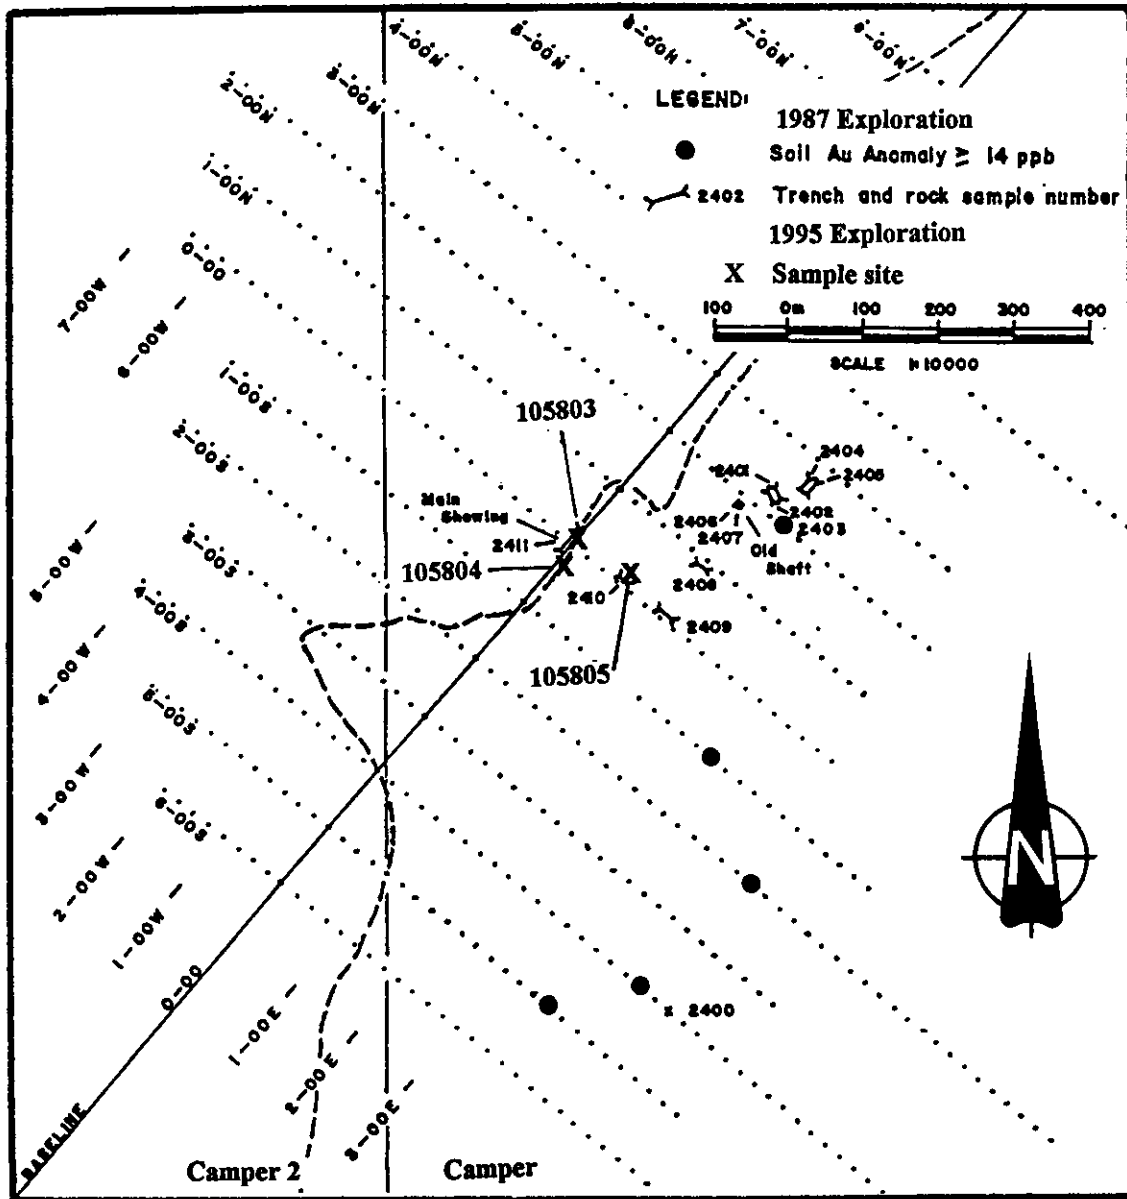 4-00N
5-00N
6-00N
7-00N
8-00N
3-00N
2-00N
1-00N
0-00
LEGEND:
1987 Exploration
Soil Au Anomaly ≥ 14 ppb
2402 Trench and rock sample number
1995 Exploration
X Sample site
100 0m 100 200 300 400
SCALE 1:10000
7-00W
6-00W
1-00S
2-00S
3-00S
4-00S
5-00S
6-00S
5-00W
4-00W
3-00W
2-00W
1-00W
0-00
BASELINE
1-00E
2-00E
3-00E
105803
Main
Showing
2411
105804
2410
105805
2401
2404
2405
2402
2403
2406
2407
Old
Shaft
2408
2409
x 2400
N
Camper 2
Camper